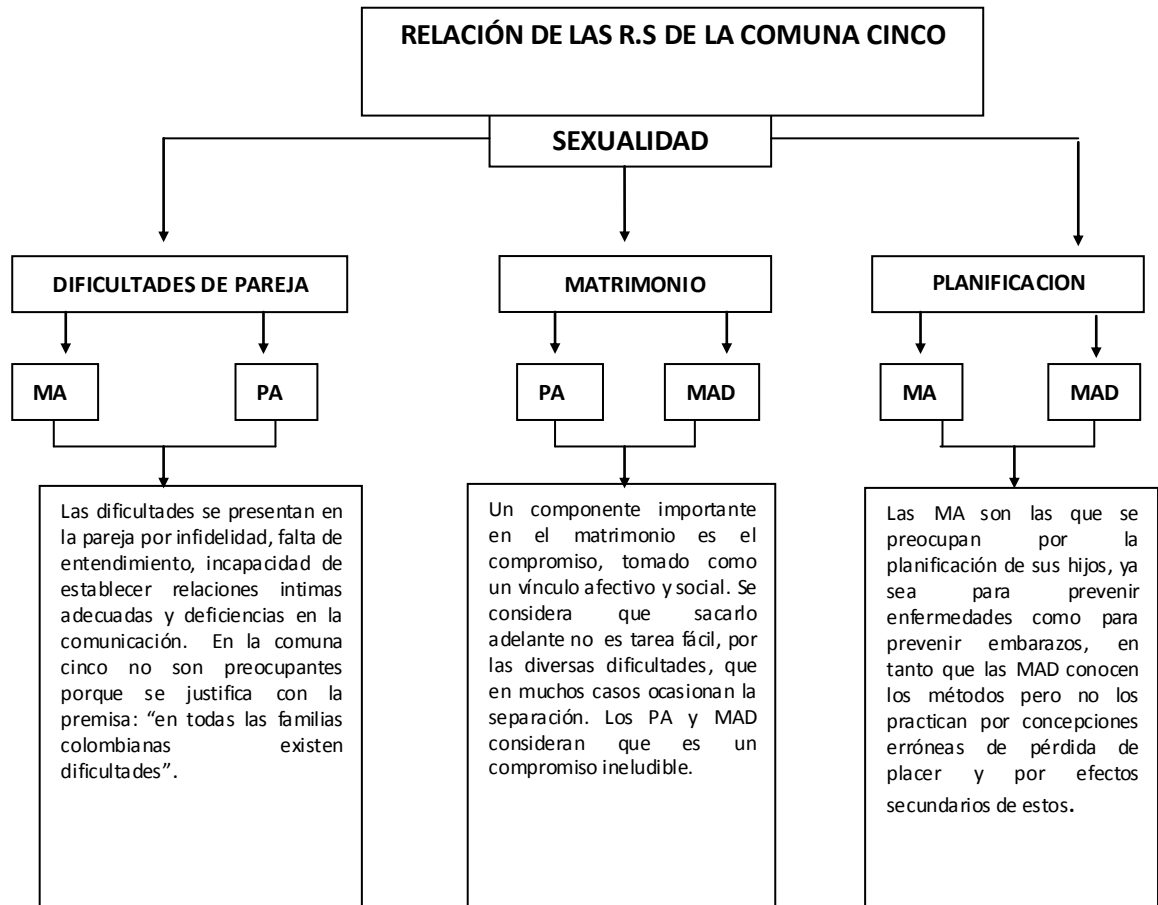 RELACIÓN DE LAS R.S DE LA COMUNA CINCO
SEXUALIDAD
DIFICULTADES DE PAREJA
MATRIMONIO
PLANIFICACION
MA
PA
PA
MAD
MA
MAD
Las dificultades se presentan en
la pareja por infidelidad, falta de
entendimiento, incapacidad de
establecer relaciones intimas
adecuadas y deficiencias en la
comunicación. En la comuna
cinco no son preocupantes
porque se justifica con la
premisa: “en todas las familias
colombianas existen
dificultades”.
Un componente importante
en el matrimonio es el
compromiso, tomado como
un vínculo afectivo y social. Se
considera que sacarlo
adelante no es tarea fácil, por
las diversas dificultades, que
en muchos casos ocasionan la
separación. Los PA y MAD
consideran que es un
compromiso ineludible.
Las MA son las que se
preocupan por la
planificación de sus hijos, ya
sea para prevenir
enfermedades como para
prevenir embarazos, en
tanto que las MAD conocen
los métodos pero no los
practican por concepciones
erróneas de pérdida de
placer y por efectos
secundarios de estos.